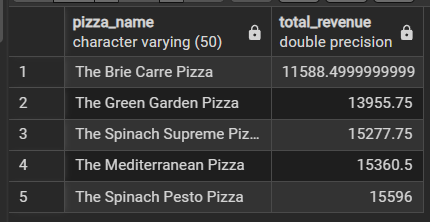 pizza_name total_revenue
character varying (50) double precision
1 The Brie Carre Pizza 11588.4999999999
2 The Green Garden Pizza 13955.75
3 The Spinach Supreme Piz... 15277.75
4 The Mediterranean Pizza 15360.5
5 The Spinach Pesto Pizza 15596